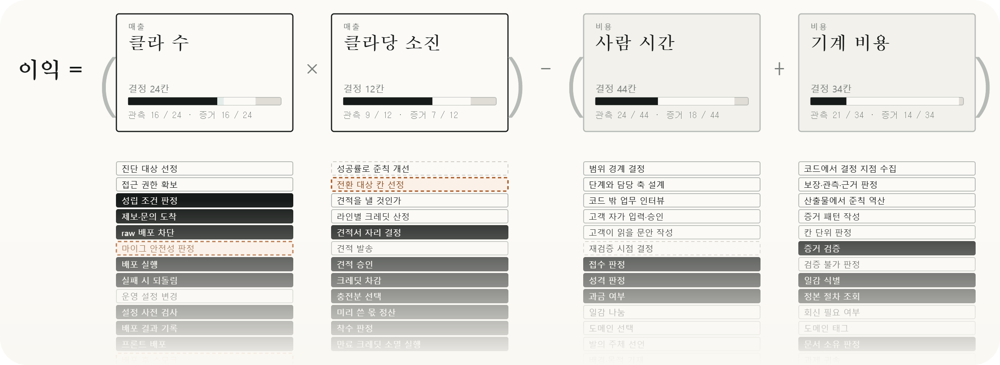 이익 =
(
매출
클라 수
결정 24칸
관측 16 / 24 · 증거 16 / 24
×
매출
클라당 소진
결정 12칸
관측 9 / 12 · 증거 7 / 12
)
−
(
비용
사람 시간
결정 44칸
관측 24 / 44 · 증거 18 / 44
+
비용
기계 비용
결정 34칸
관측 21 / 34 · 증거 14 / 34
)
진단 대상 선정
접근 권한 확보
성립 조건 판정
제보·문의 도착
raw 배포 차단
마이그 안전성 판정
배포 실행
실패 시 되돌림
운영 설정 변경
설정 사전 검사
배포 결과 기록
프론트 배포
성공률로 준칙 개선
전환 대상 칸 선정
견적을 낼 것인가
라인별 크레딧 산정
견적서 자리 결정
견적 발송
견적 승인
크레딧 차감
충전분 선택
미리 쓴 몫 정산
착수 판정
만료 크레딧 소멸 실행
범위 경계 결정
단계와 담당 축 설계
코드 밖 업무 인터뷰
고객 자가 입력·승인
고객이 읽을 문안 작성
재검증 시점 결정
접수 판정
성격 판정
과금 여부
일감 나눔
도메인 선택
발의 주체 선언
배경·목적 기재
코드에서 결정 지점 수집
보장·관측·근거 판정
산출물에서 준칙 역산
증거 패턴 작성
칸 단위 판정
증거 검증
검증 불가 판정
일감 식별
정본 절차 조회
회신 필요 여부
도메인 태그
문서 소유 판정